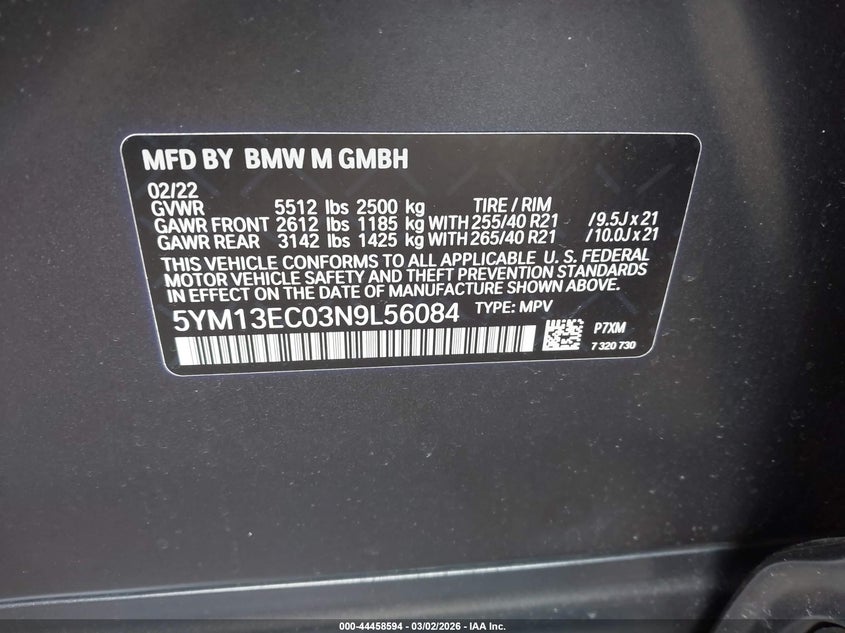 MFD BY BMW M GMBH
02/22
GVWR 5512 lbs 2500 kg TIRE / RIM
GAWR FRONT 2612 lbs 1185 kg WITH 255/40 R21 / 9.5J x 21
GAWR REAR 3142 lbs 1425 kg WITH 265/40 R21 / 10.0J x 21
THIS VEHICLE CONFORMS TO ALL APPLICABLE U. S. FEDERAL
MOTOR VEHICLE SAFETY AND THEFT PREVENTION STANDARDS
IN EFFECT ON THE DATE OF MANUFACTURE SHOWN ABOVE.
5YM13EC03N9L56084 TYPE: MPV
P7XM
7 320 730
000-44458594 | 03/02/2026 - IAA Inc.